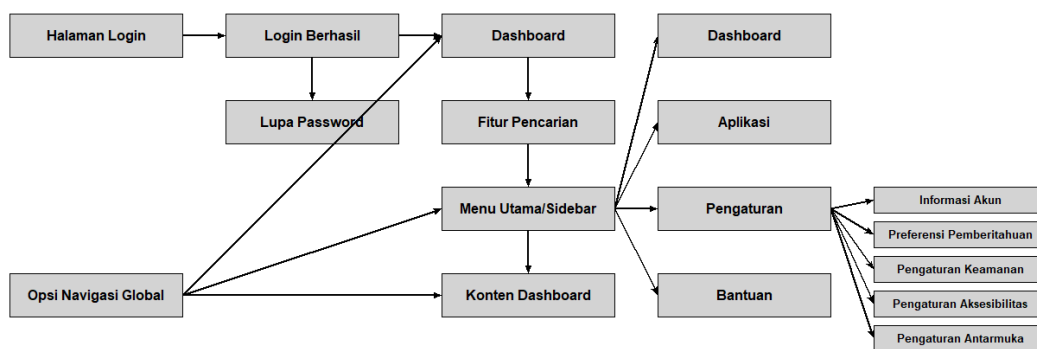 Halaman Login
Login Berhasil
Dashboard
Dashboard
Lupa Password
Fitur Pencarian
Aplikasi
Menu Utama/Sidebar
Pengaturan
Informasi Akun
Preferensi Pemberitahuan
Pengaturan Keamanan
Opsi Navigasi Global
Konten Dashboard
Bantuan
Pengaturan Aksesibilitas
Pengaturan Antarmuka